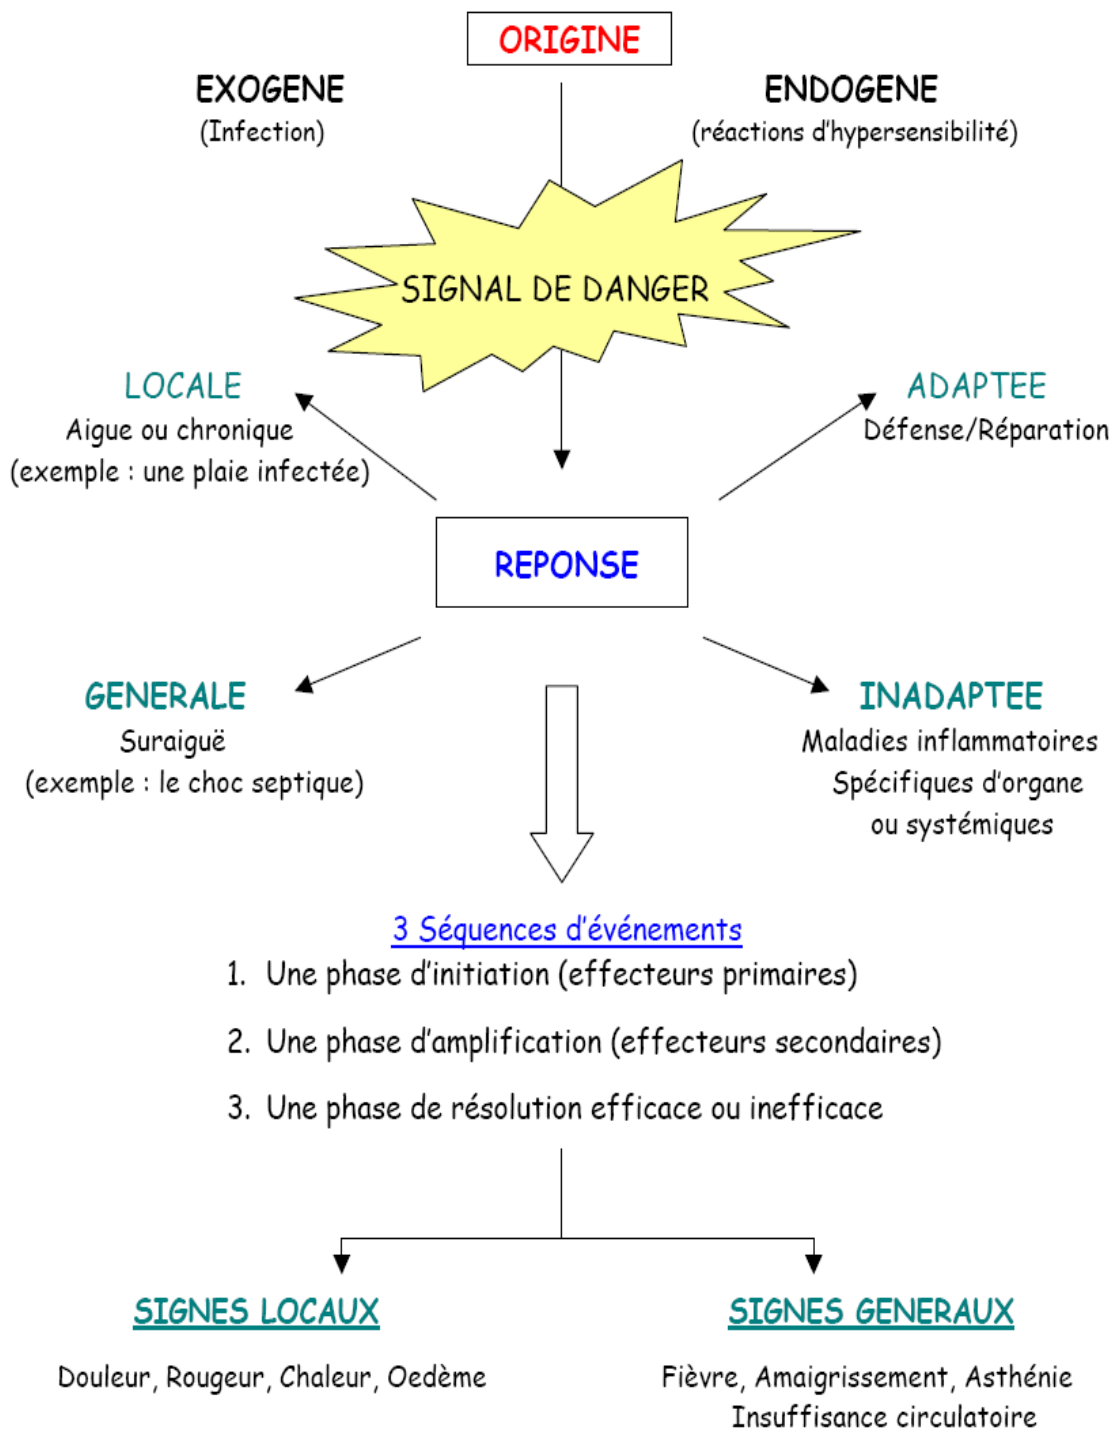 ORIGINE
EXOGENE
(Infection)
ENDOGENE
(réactions d'hypersensibilité)
SIGNAL DE DANGER
LOCALE
Aigue ou chronique
(exemple : une plaie infectée)
ADAPTEE
Défense/Réparation
REPONSE
GENERALE
Suraiguë
(exemple : le choc septique)
INADAPTEE
Maladies inflammatoires
Spécifiques d'organe
ou systémiques
3 Séquences d'événements
1. Une phase d'initiation (effecteurs primaires)
2. Une phase d'amplification (effecteurs secondaires)
3. Une phase de résolution efficace ou inefficace
SIGNES LOCAUX
Douleur, Rougeur, Chaleur, Oedème
SIGNES GENERAUX
Fièvre, Amaigrissement, Asthénie
Insuffisance circulatoire